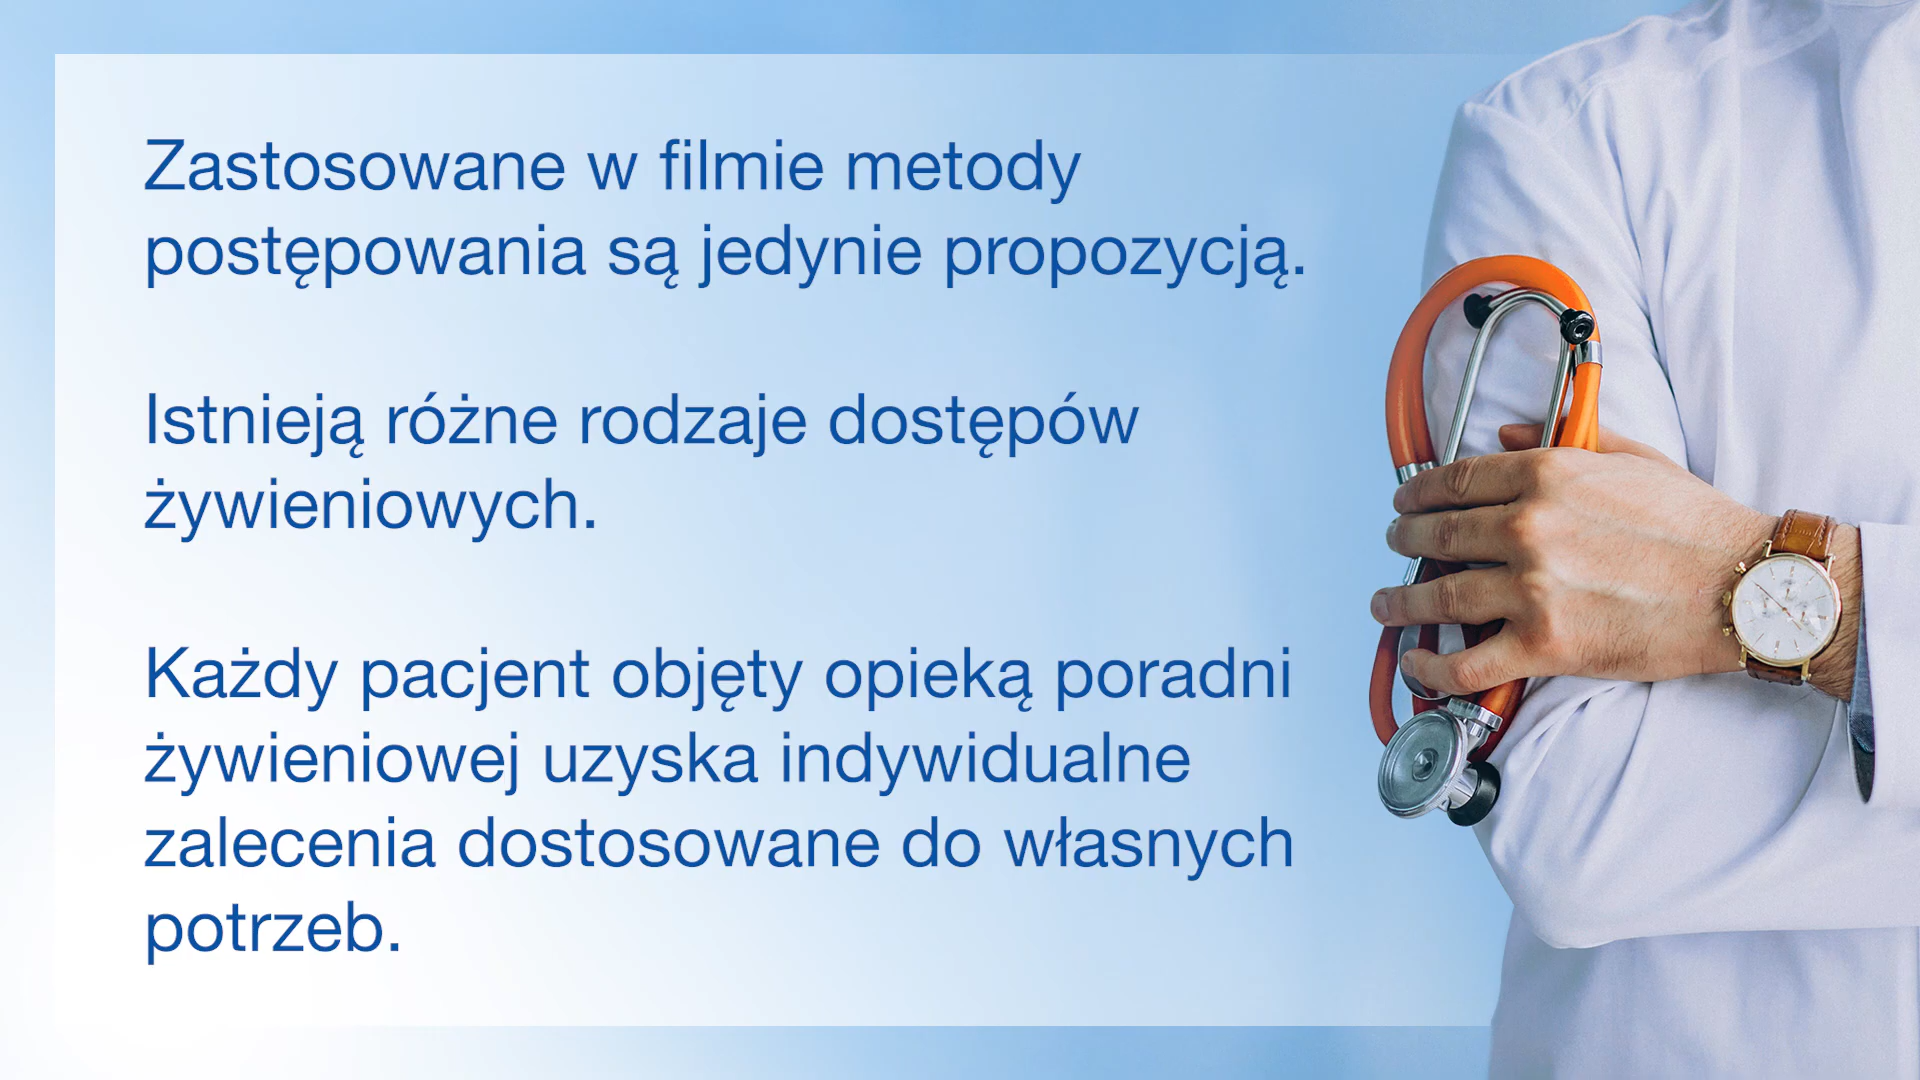 Zastosowane w filmie metody
postępowania są jedynie propozycją.
Istnieją różne rodzaje dostępów
żywieniowych.
Każdy pacjent objęty opieką poradni
żywieniowej uzyska indywidualne
zalecenia dostosowane do własnych
potrzeb.